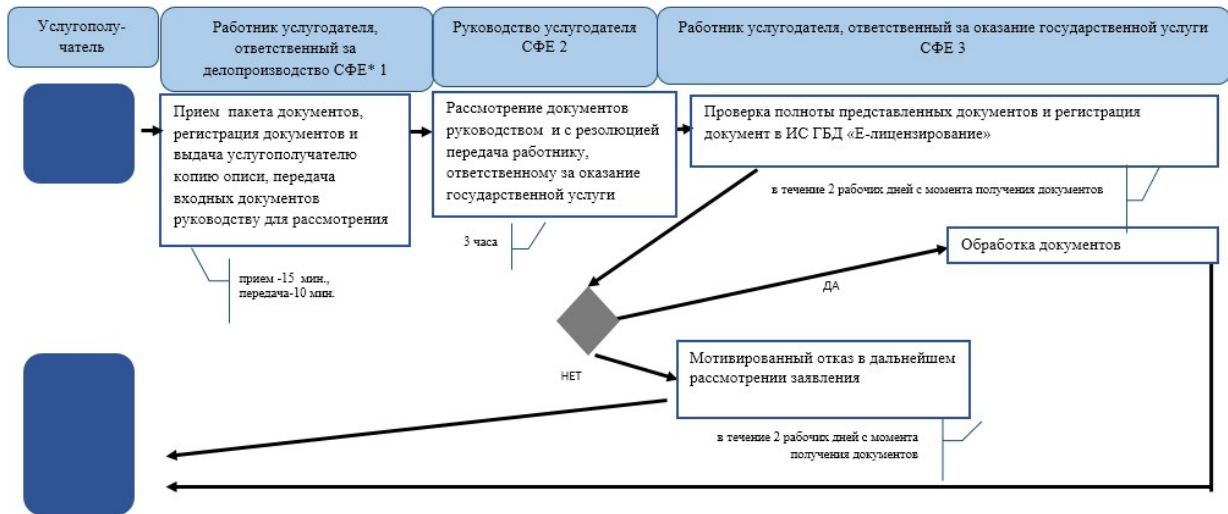 Услугополу-
чатель
Работник услугодателя,
ответственный за
делопроизводство СФЕ* 1
Руководство услугодателя
СФЕ 2
Работник услугодателя, ответственный за оказание государственной услуги
СФЕ 3
Прием пакета документов,
регистрация документов и
выдача услугополучателю
копию описи, передача
входных документов
руководству для рассмотрения
Рассмотрение документов
руководством и с резолюцией
передача работнику,
ответственному за оказание
государственной услуги
Проверка полноты представленных документов и регистрация
документ в ИС ГБД «Е-лицензирование»
в течение 2 рабочих дней с момента получения документов
3 часа
Обработка документов
прием -15 мин.,
передача-10 мин.
ДА
НЕТ
Мотивированный отказ в дальнейшем
рассмотрении заявления
в течение 2 рабочих дней с момента
получения документов